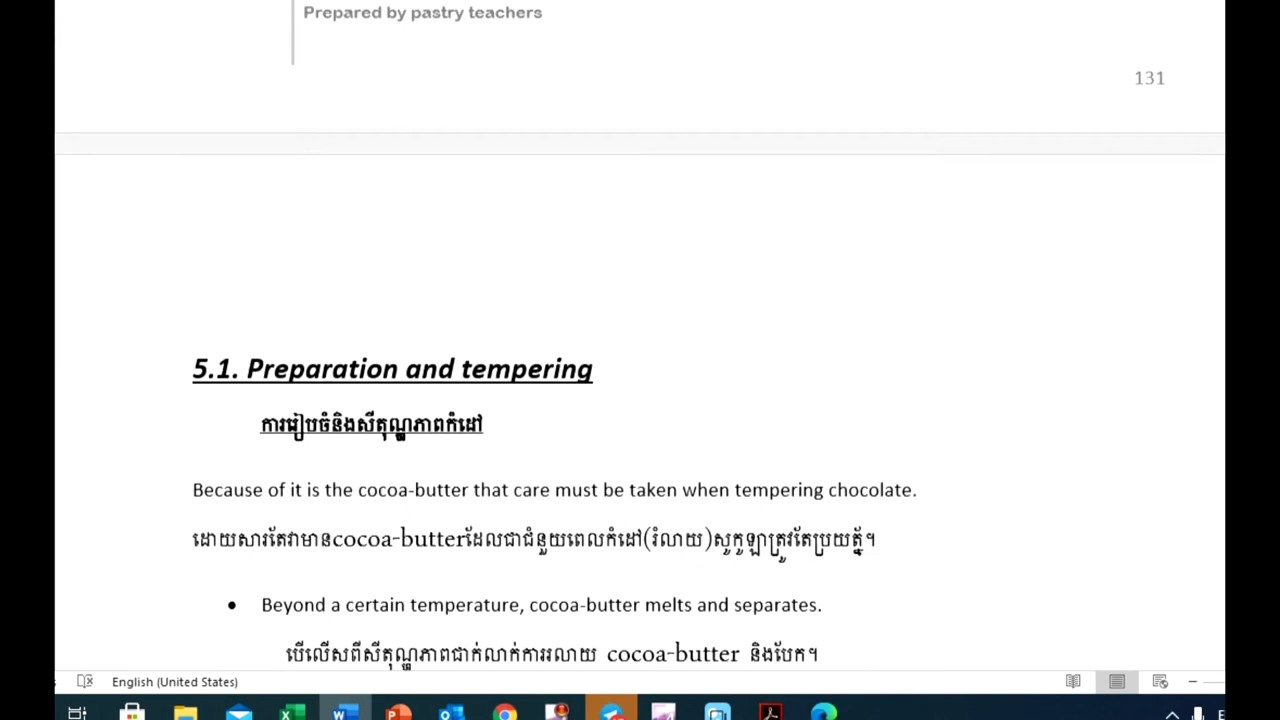 Prepared by pastry teachers
131
5.1. Preparation and tempering
ការរៀបចំនិងសីតុណ្ហភាពកំដៅ
Because of it is the cocoa-butter that care must be taken when tempering chocolate.
ដោយសារតែវាមានcocoa-butterដែលជាជំនួយពេលកំដៅ(រំលាយ)សូកូឡាត្រូវតែប្រយត្ន័។
• Beyond a certain temperature, cocoa-butter melts and separates.
បើលើសពីសីតុណ្ហភាពជាក់លាក់ការរលាយ cocoa-butter និងបែក។
English (United States)